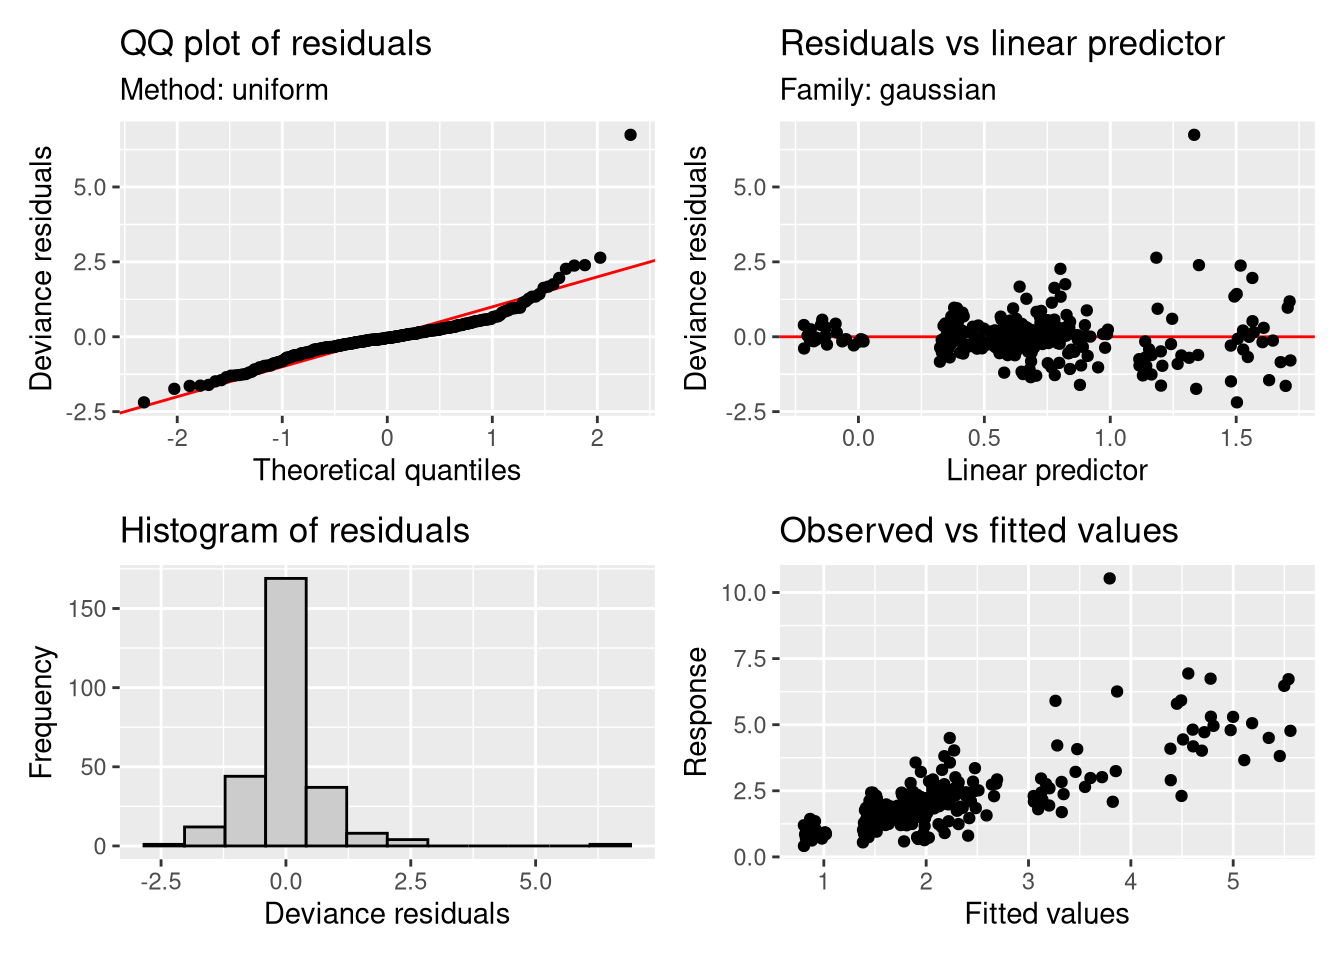 QQ plot of residuals
Method: uniform
Deviance residuals
5.0
2.5
0.0
-2.5
-2
-1
0
1
2
Theoretical quantiles
Residuals vs linear predictor
Family: gaussian
Deviance residuals
5.0
2.5
0.0
-2.5
0.0
0.5
1.0
1.5
Linear predictor
Histogram of residuals
Frequency
150
100
50
0
-2.5
0.0
2.5
5.0
Deviance residuals
Observed vs fitted values
Response
10.0
7.5
5.0
2.5
0.0
1
2
3
4
5
Fitted values